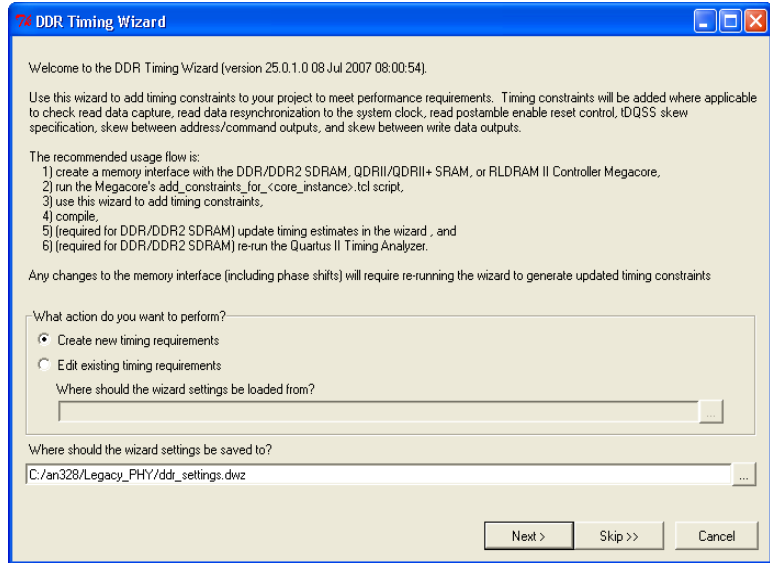 DDR Timing Wizard
Welcome to the DDR Timing Wizard (version 25.0.1.0 08 Jul 2007 08:00:54).
Use this wizard to add timing constraints to your project to meet performance requirements.  Timing constraints will be added where applicable
to check read data capture, read data resynchronization to the system clock, read postamble enable reset control, tDQSS skew
specification, skew between address/command outputs, and skew between write data outputs.
The recommended usage flow is:
1) create a memory interface with the DDR/DDR2 SDRAM, QDRII/QDRII+ SRAM, or RLDRAM II Controller Megacore,
2) run the Megacore's add_constraints_for_<core_instance>.tcl script,
3) use this wizard to add timing constraints,
4) compile,
5) (required for DDR/DDR2 SDRAM) update timing estimates in the wizard , and
6) (required for DDR/DDR2 SDRAM) re-run the Quartus II Timing Analyzer.
Any changes to the memory interface (including phase shifts) will require re-running the wizard to generate updated timing constraints
What action do you want to perform?
Create new timing requirements
Edit existing timing requirements
Where should the wizard settings be loaded from?
...
Where should the wizard settings be saved to?
C:/an328/Legacy_PHY/ddr_settings.dwz ...
Next > Skip >> Cancel